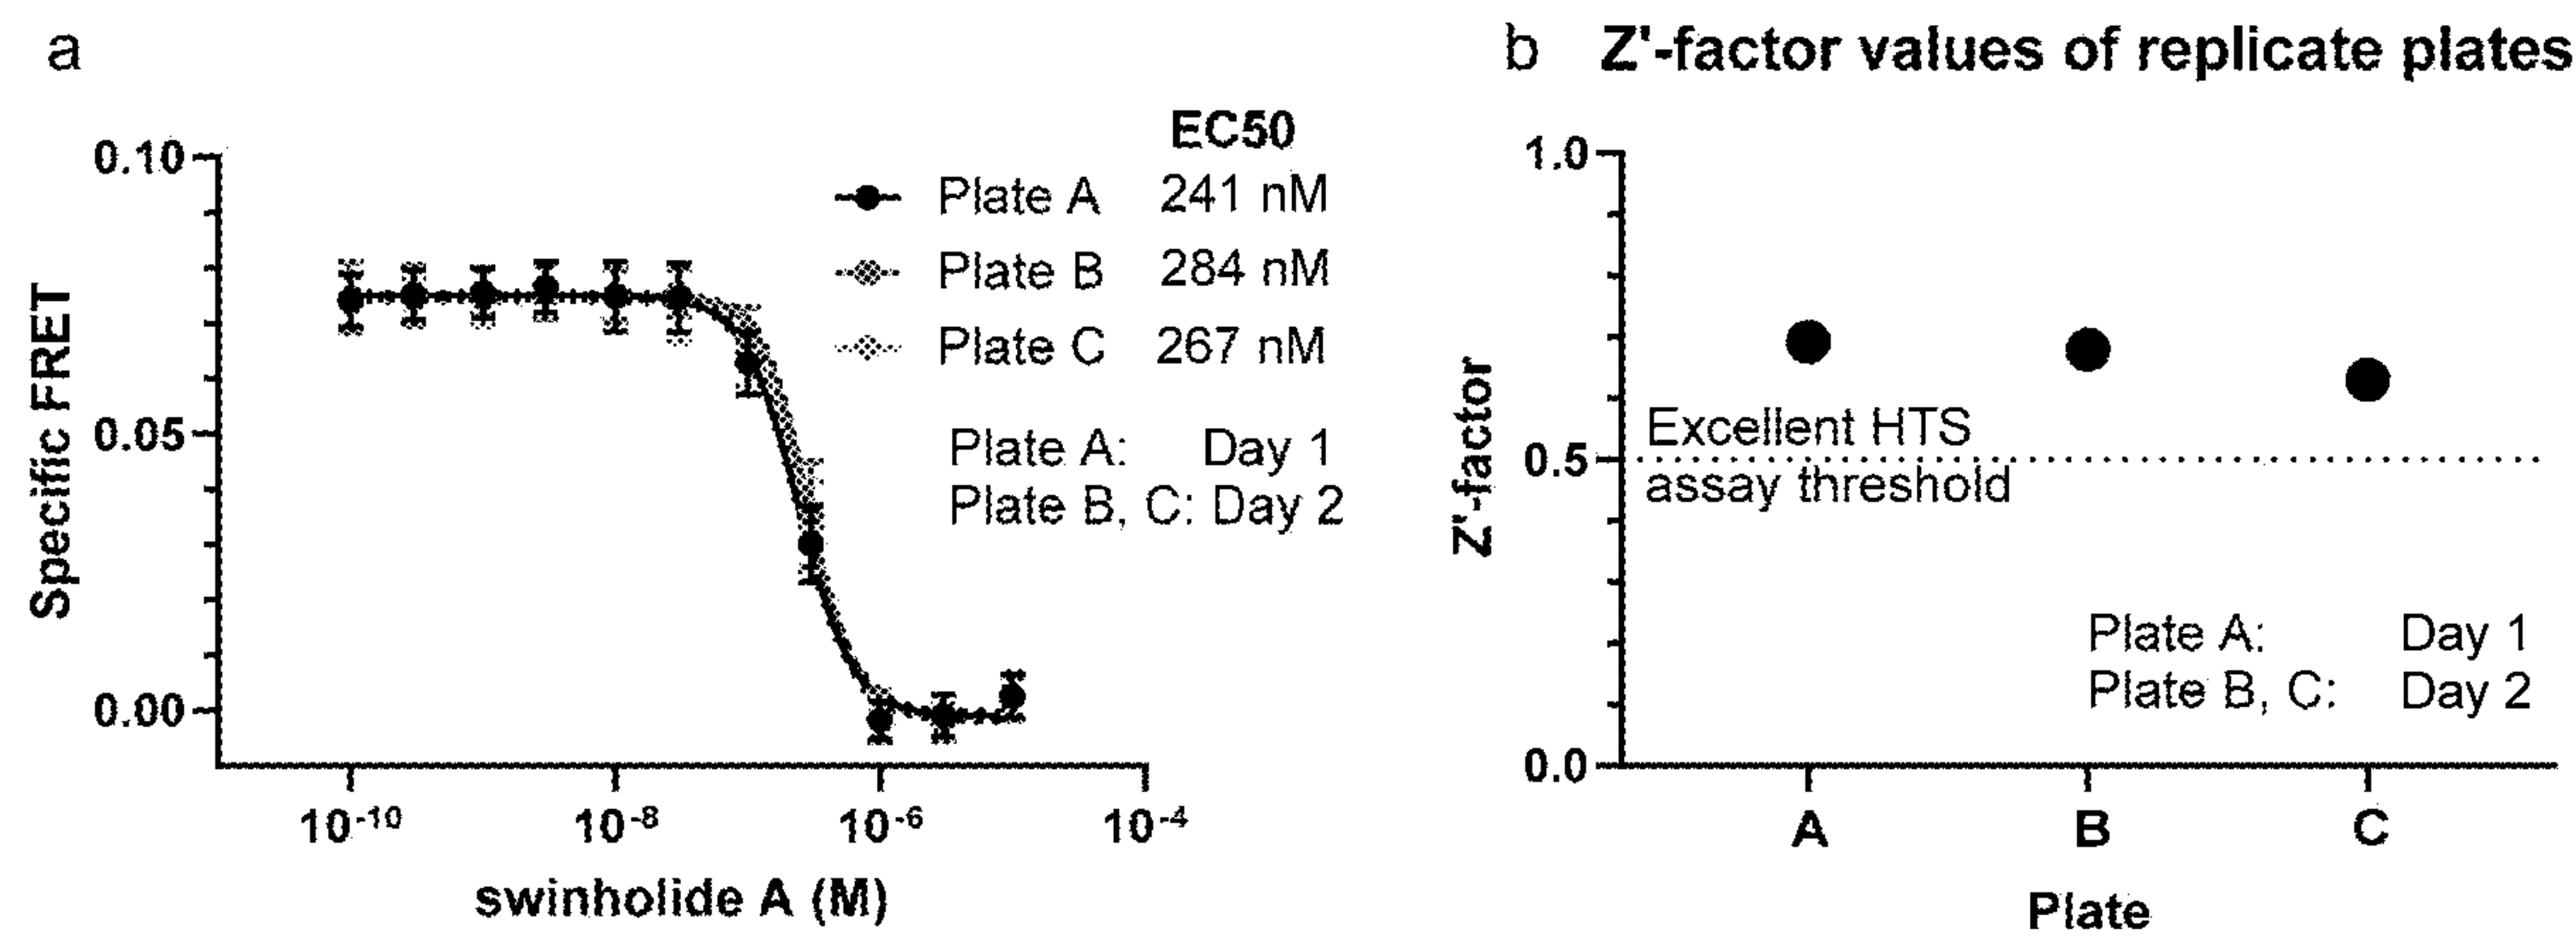 a
EC50
Plate A 241 nM
Plate B 284 nM
Plate C 267 nM
Plate A: Day 1
Plate B, C: Day 2
0.10
0.05
0.00
Specific FRET
10-10
10-8
10-6
10-4
swinholide A (M)
b Z'-factor values of replicate plates
1.0
0.5
0.0
Z'-factor
Excellent HTS
assay threshold
Plate A: Day 1
Plate B, C: Day 2
A
B
C
Plate